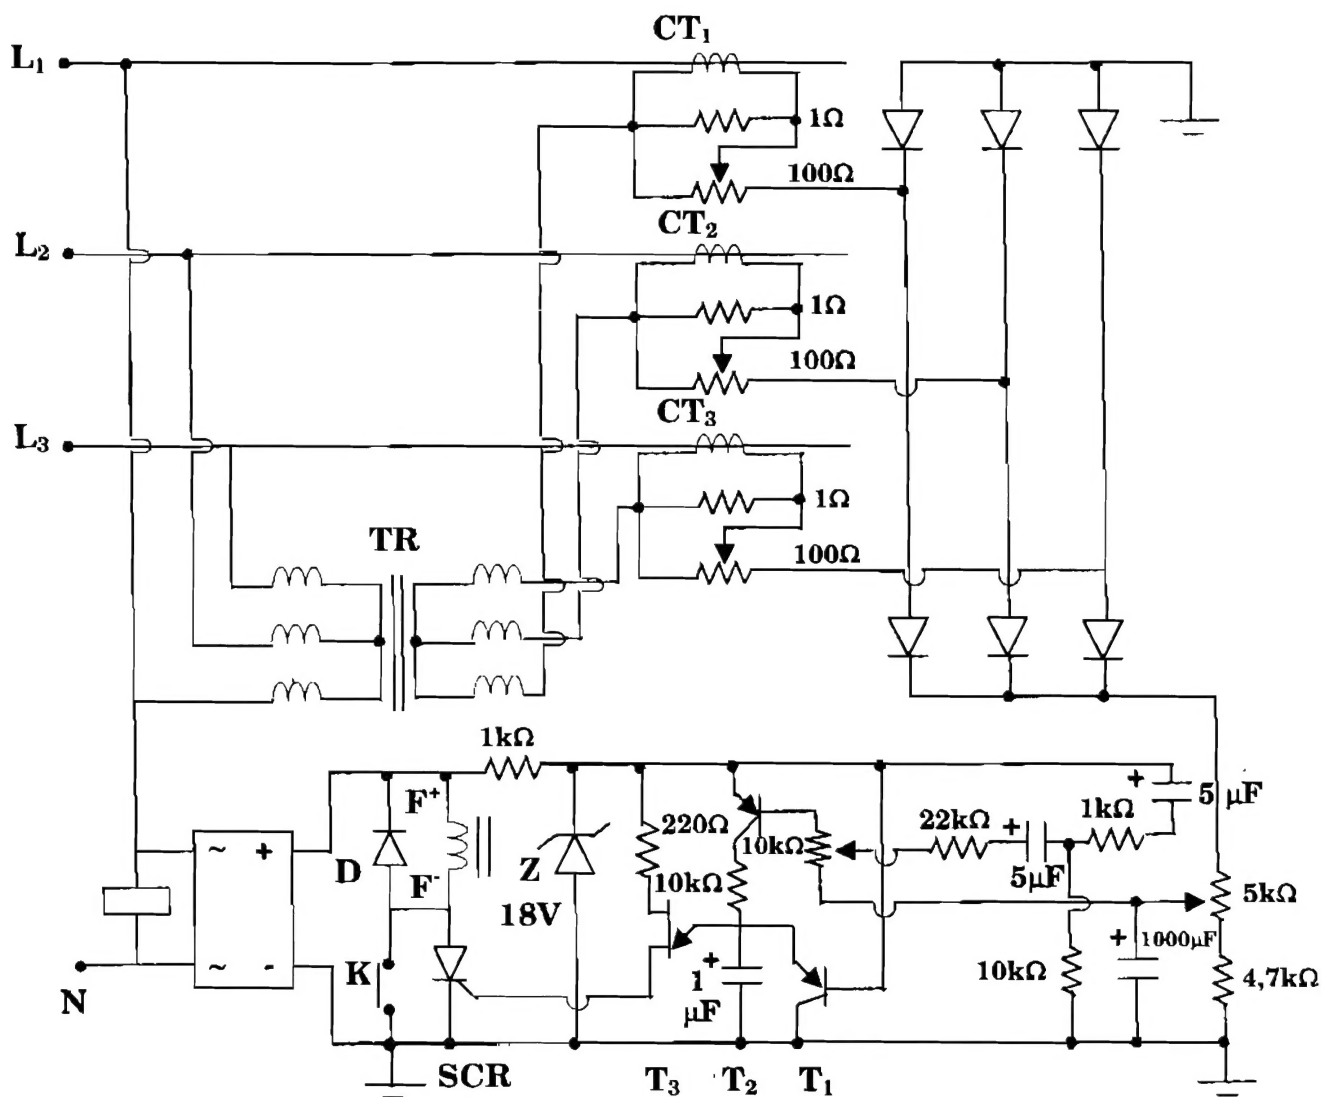 CT₁
L₁
1Ω
100Ω
CT₂
L₂
1Ω
100Ω
CT₃
L₃
1Ω
100Ω
TR
1kΩ
F⁺
220Ω
10kΩ
22kΩ
+
1kΩ
+
5 µF
~ +
D
F⁻
Z
18V
10kΩ
5µF
5kΩ
K
1
+
µF
10kΩ
+
1000µF
4,7kΩ
~ -
N
SCR
T₃
T₂
T₁